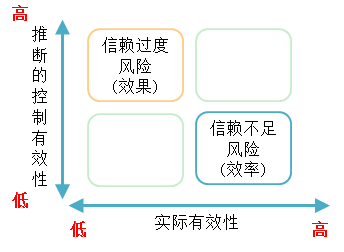 高
推断的控制有效性
信赖过度
风险
(效果)
信赖不足
风险
(效率)
低
低
实际有效性
高